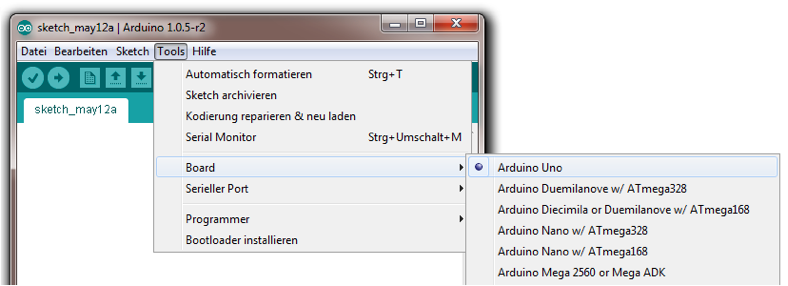 sketch_may12a | Arduino 1.0.5-r2
Datei Bearbeiten Sketch Tools Hilfe
sketch_may12a
Automatisch formatieren Strg+T
Sketch archivieren
Kodierung reparieren & neu laden
Serial Monitor Strg+Umschalt+M
Board
Serieller Port
Programmer
Bootloader installieren
Arduino Uno
Arduino Duemilanove w/ ATmega328
Arduino Diecimila or Duemilanove w/ ATmega168
Arduino Nano w/ ATmega328
Arduino Nano w/ ATmega168
Arduino Mega 2560 or Mega ADK